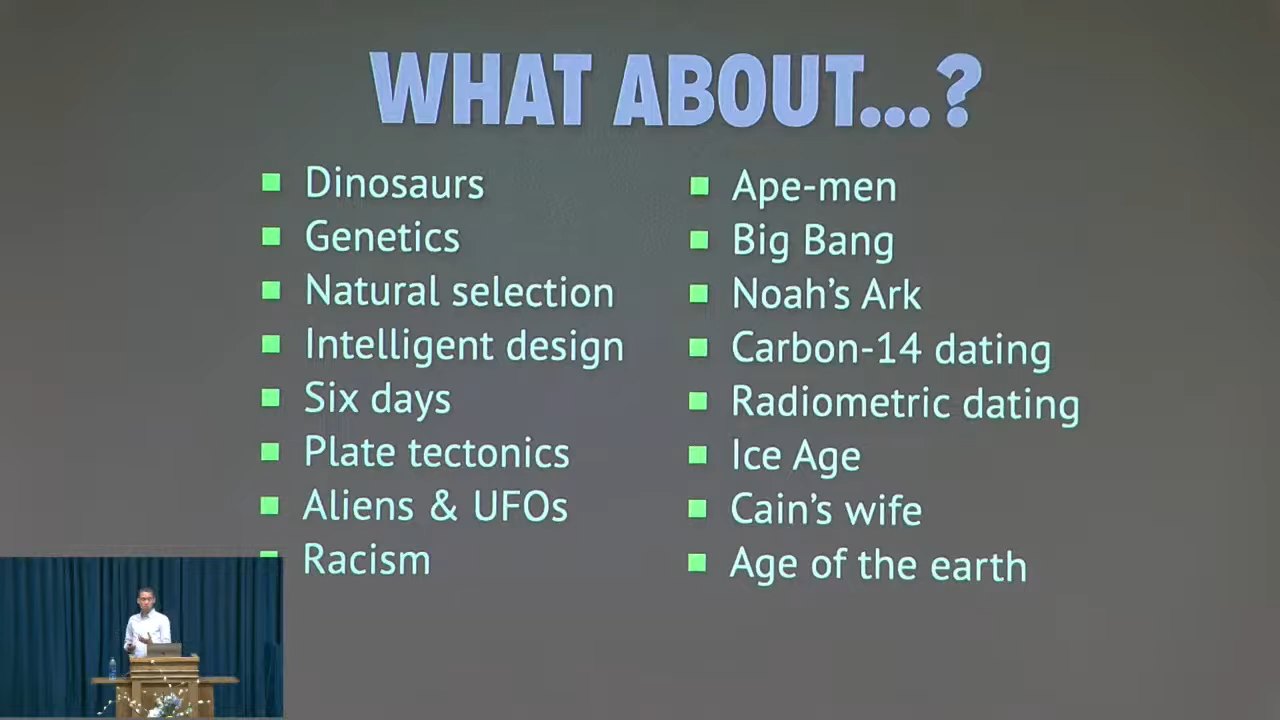 WHAT ABOUT...?
Dinosaurs
Genetics
Natural selection
Intelligent design
Six days
Plate tectonics
Aliens & UFOs
Racism
Ape-men
Big Bang
Noah's Ark
Carbon-14 dating
Radiometric dating
Ice Age
Cain's wife
Age of the earth